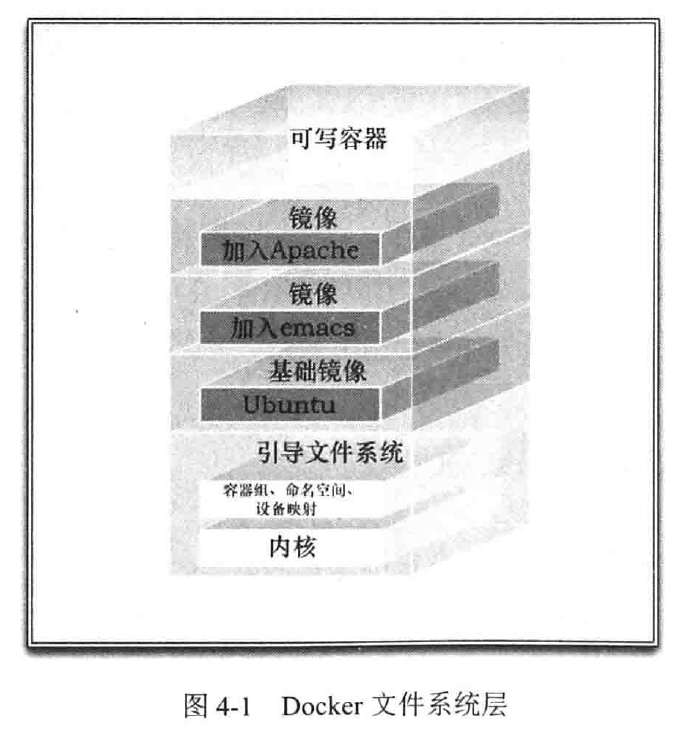 可写容器
镜像
加入Apache
镜像
加入emacs
基础镜像
Ubuntu
引导文件系统
容器组、命名空间、
设备映射
内核
图 4-1 Docker 文件系统层